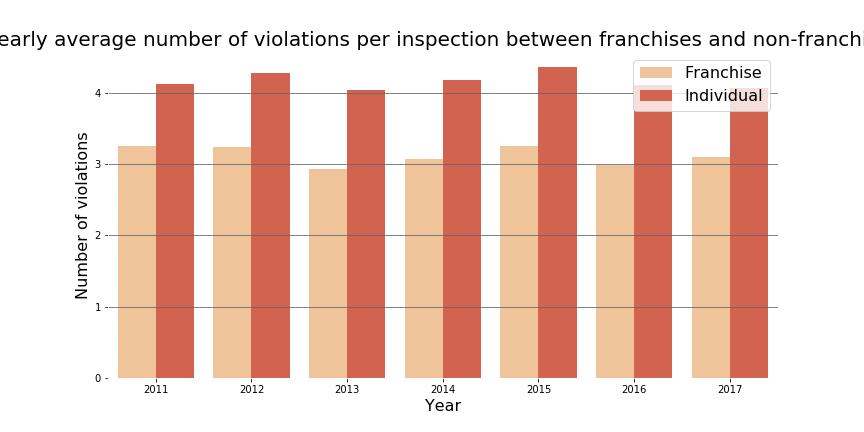 early average number of violations per inspection between franchises and non-franchi
Franchise
Individual
Number of violations
4
3
2
1
0
2011 2012 2013 2014 2015 2016 2017
Year